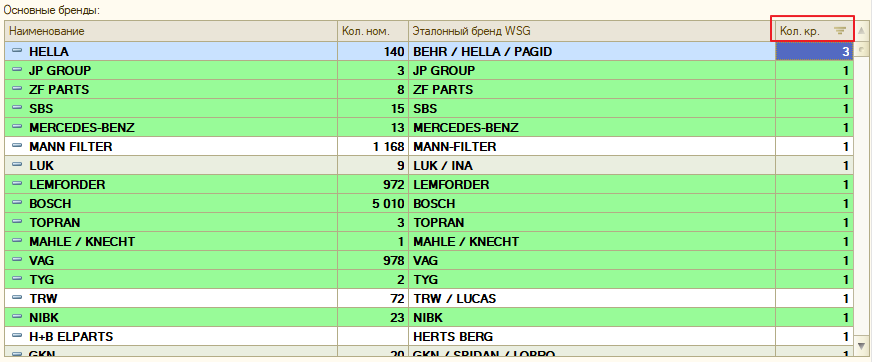 Основные бренды:
Наименование Кол. ном. Эталонный бренд WSG Кол. кр.
HELLA 140 BEHR / HELLA / PAGID 3
JP GROUP 3 JP GROUP 1
ZF PARTS 8 ZF PARTS 1
SBS 15 SBS 1
MERCEDES-BENZ 13 MERCEDES-BENZ 1
MANN FILTER 1 168 MANN-FILTER 1
LUK 9 LUK / INA 1
LEMFORDER 972 LEMFORDER 1
BOSCH 5 010 BOSCH 1
TOPRAN 3 TOPRAN 1
MAHLE / KNECHT 1 MAHLE / KNECHT 1
VAG 978 VAG 1
TYG 2 TYG 1
TRW 72 TRW / LUCAS 1
NIBK 23 NIBK 1
H+B ELPARTS HERTS BERG 1
GKN 20 GKN / SPIDAN / LOBRO 1